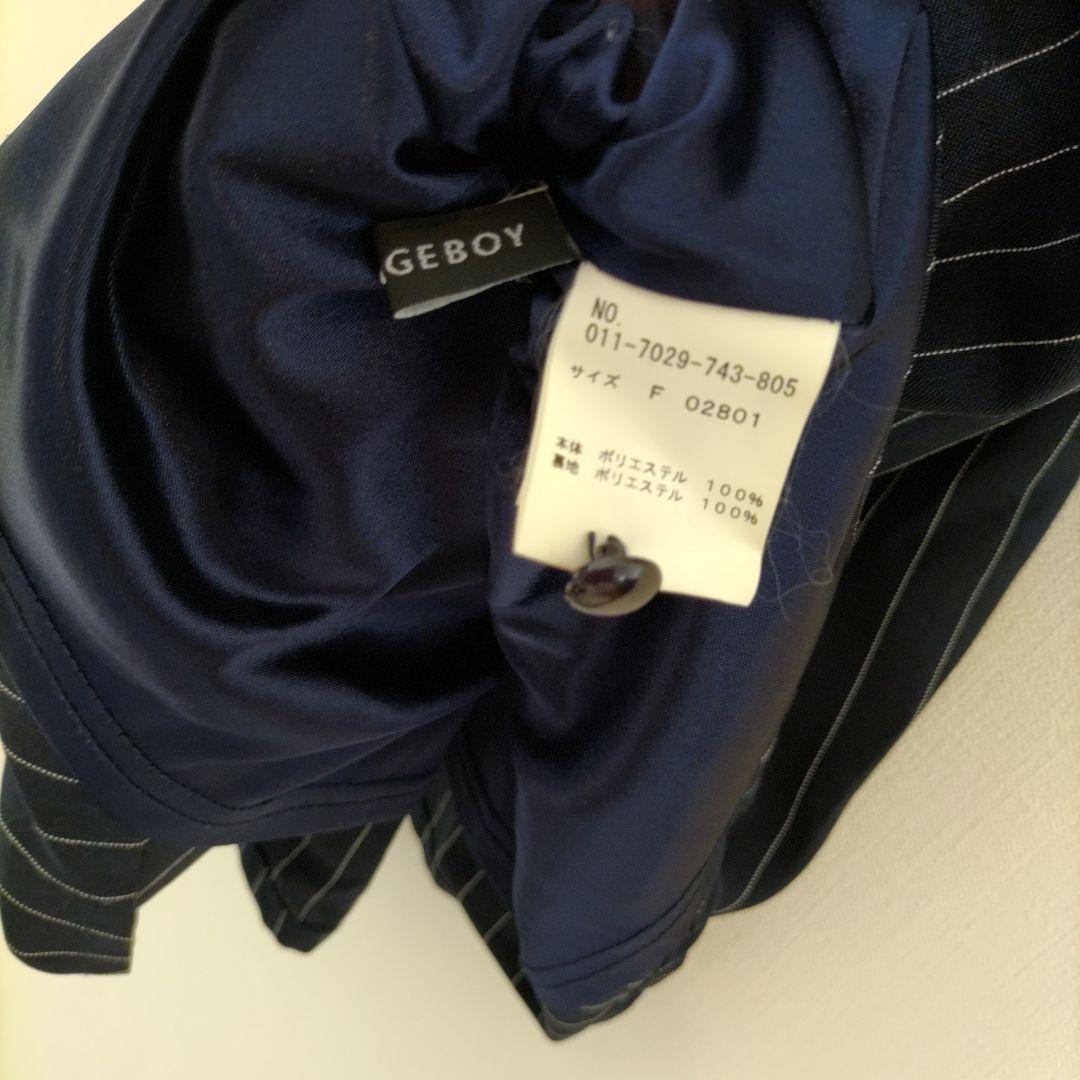 GEBOY
NO.
011-7029-743-805
サイズ F 02801
本体 ポリエステル 100%
裏地 ポリエステル 100%